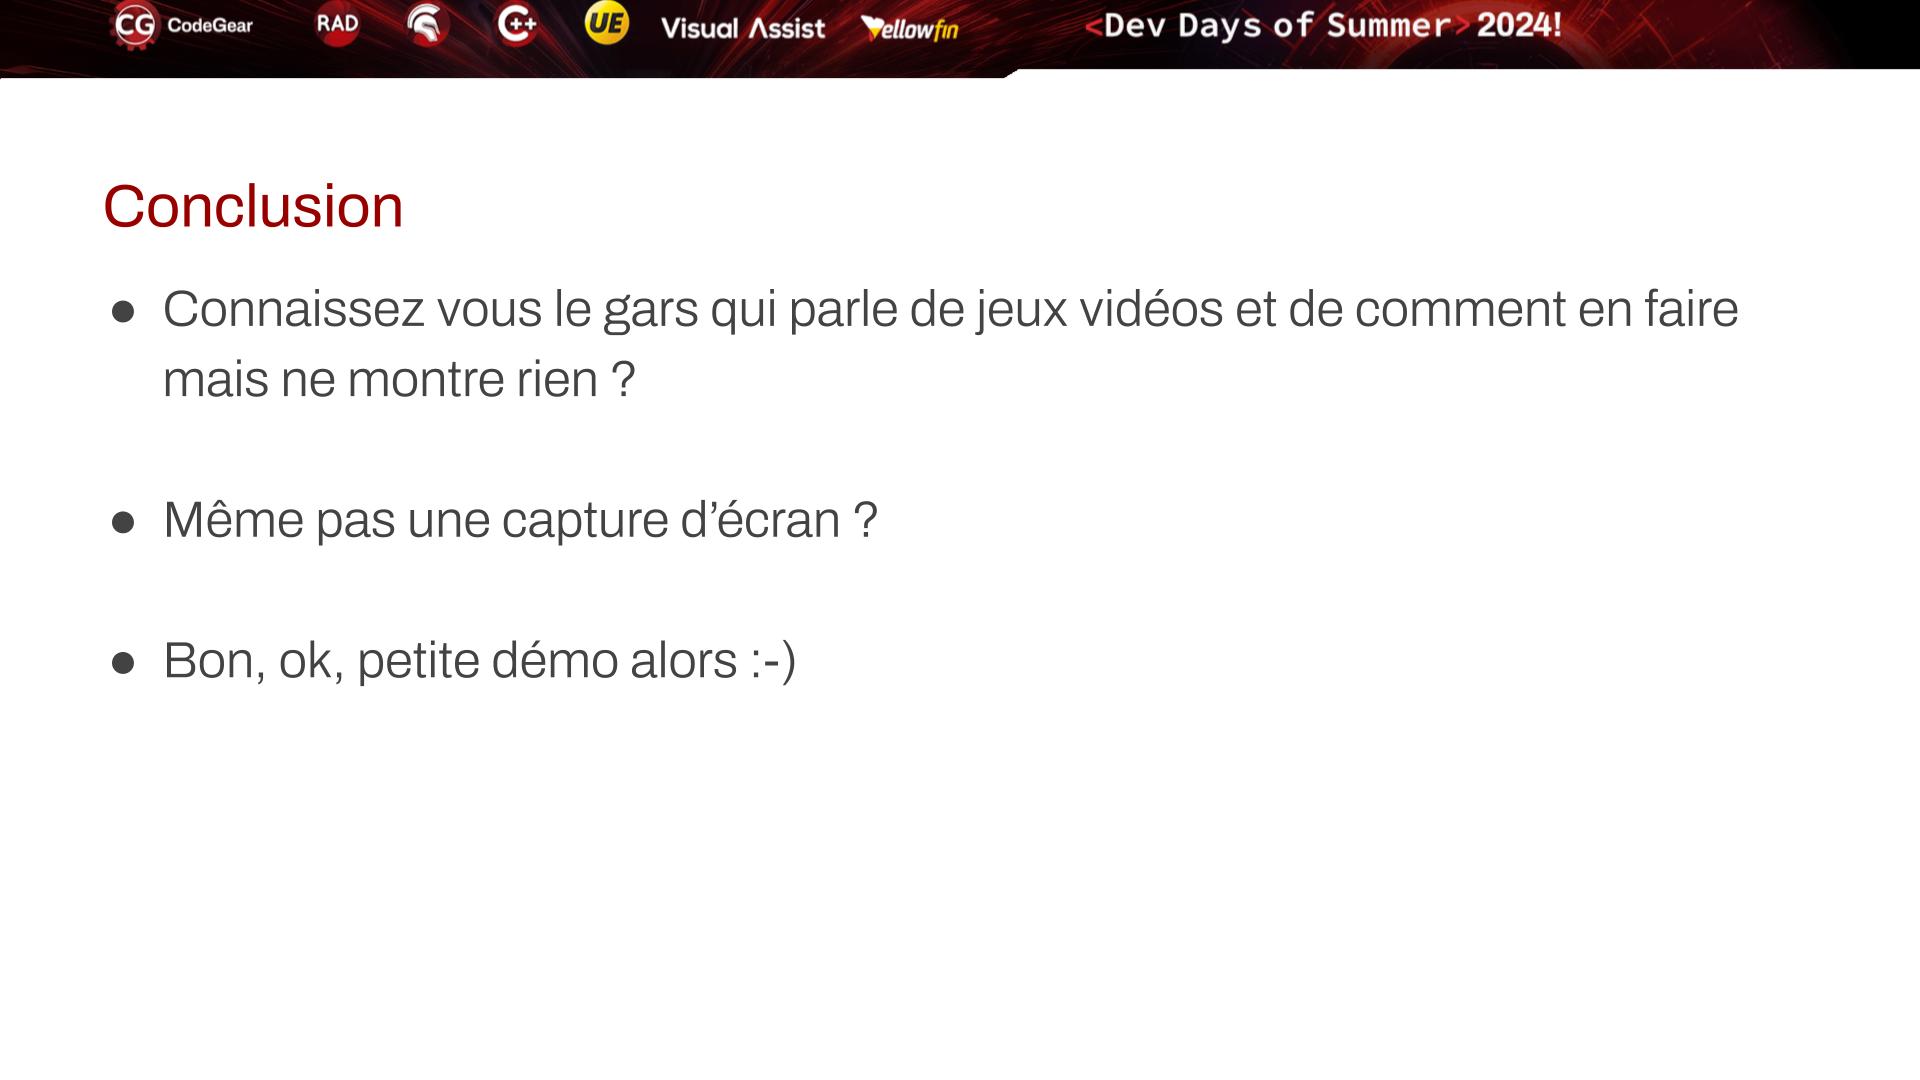 CG CodeGear RAD C++ UE Visual Assist Yellowfin <Dev Days of Summer> 2024!
Conclusion
● Connaissez vous le gars qui parle de jeux vidéos et de comment en faire
mais ne montre rien ?
● Même pas une capture d’écran ?
● Bon, ok, petite démo alors :-)